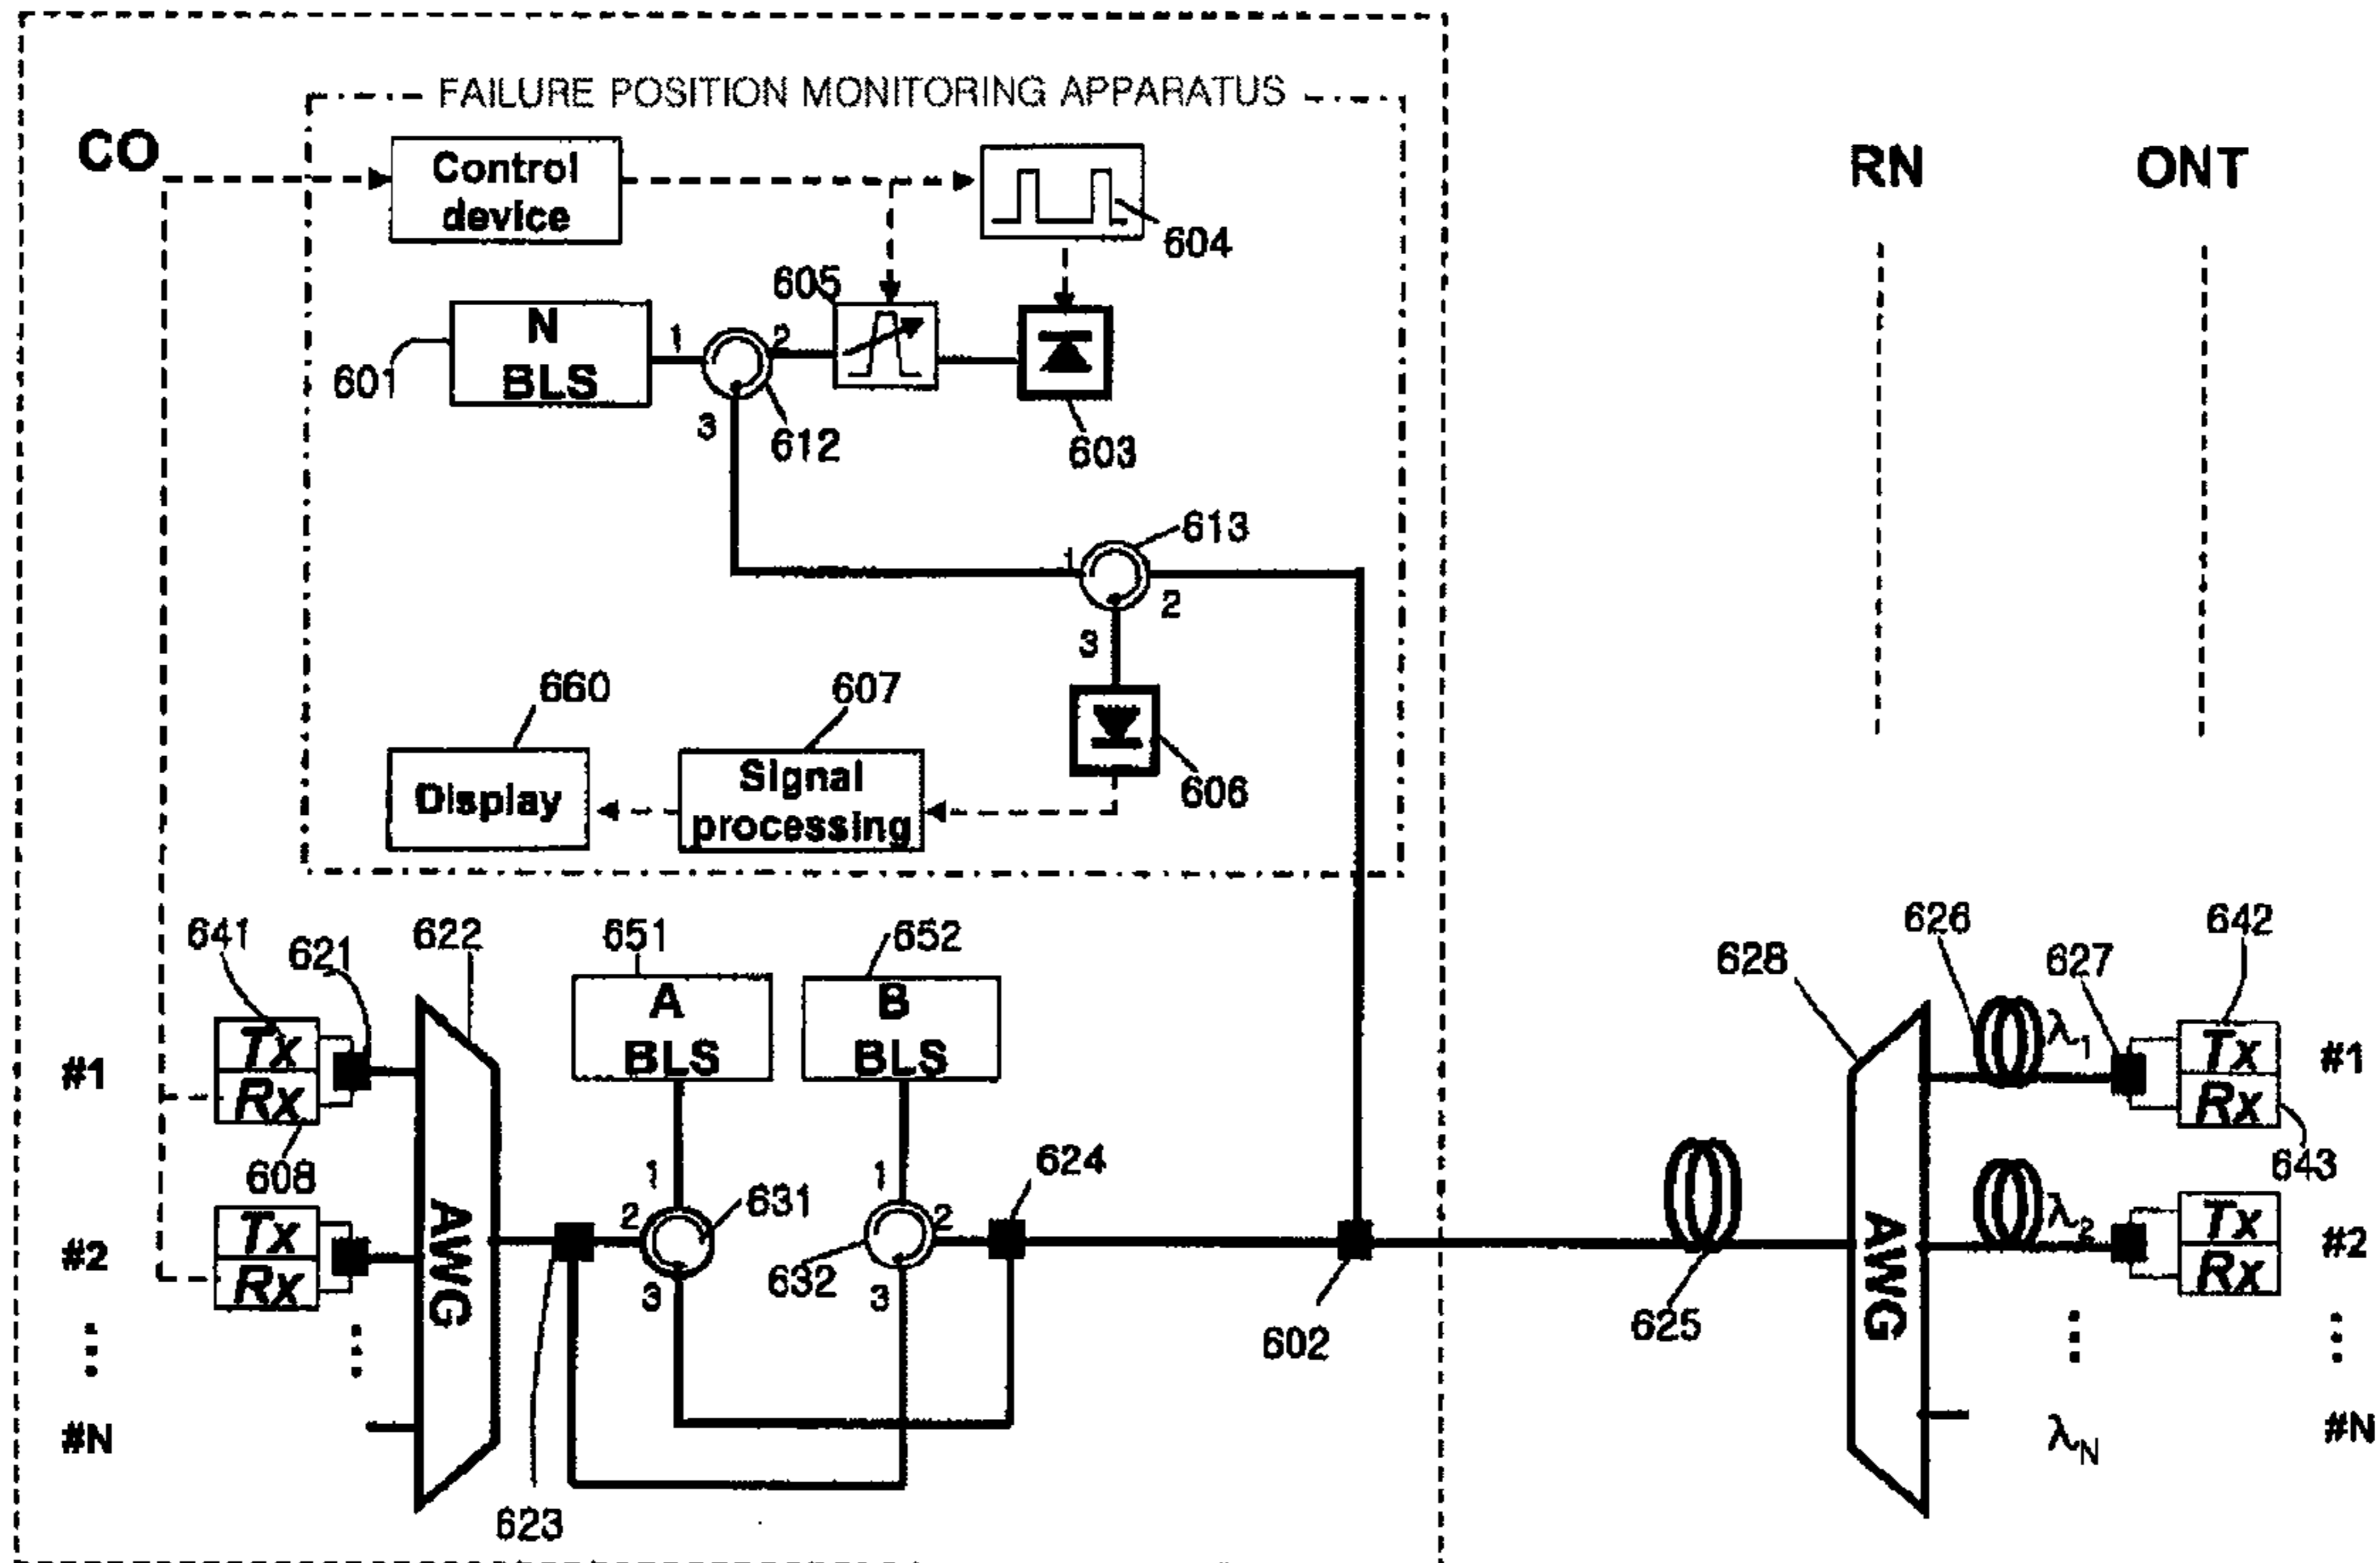 FAILURE POSITION MONITORING APPARATUS
CO
RN
ONT
Control
device
604
605
N
BLS
601
1
2
3
612
603
613
1
2
3
660
607
Display
Signal
processing
606
641
621
622
651
652
628
626
627
642
A
BLS
B
BLS
#1
Tx
Rx
608
λ1
Tx
Rx
#1
643
624
1
2
3
631
1
2
3
632
#2
Tx
Rx
AWG
602
625
AWG
λ2
Tx
Rx
#2
#N
λN
#N
623